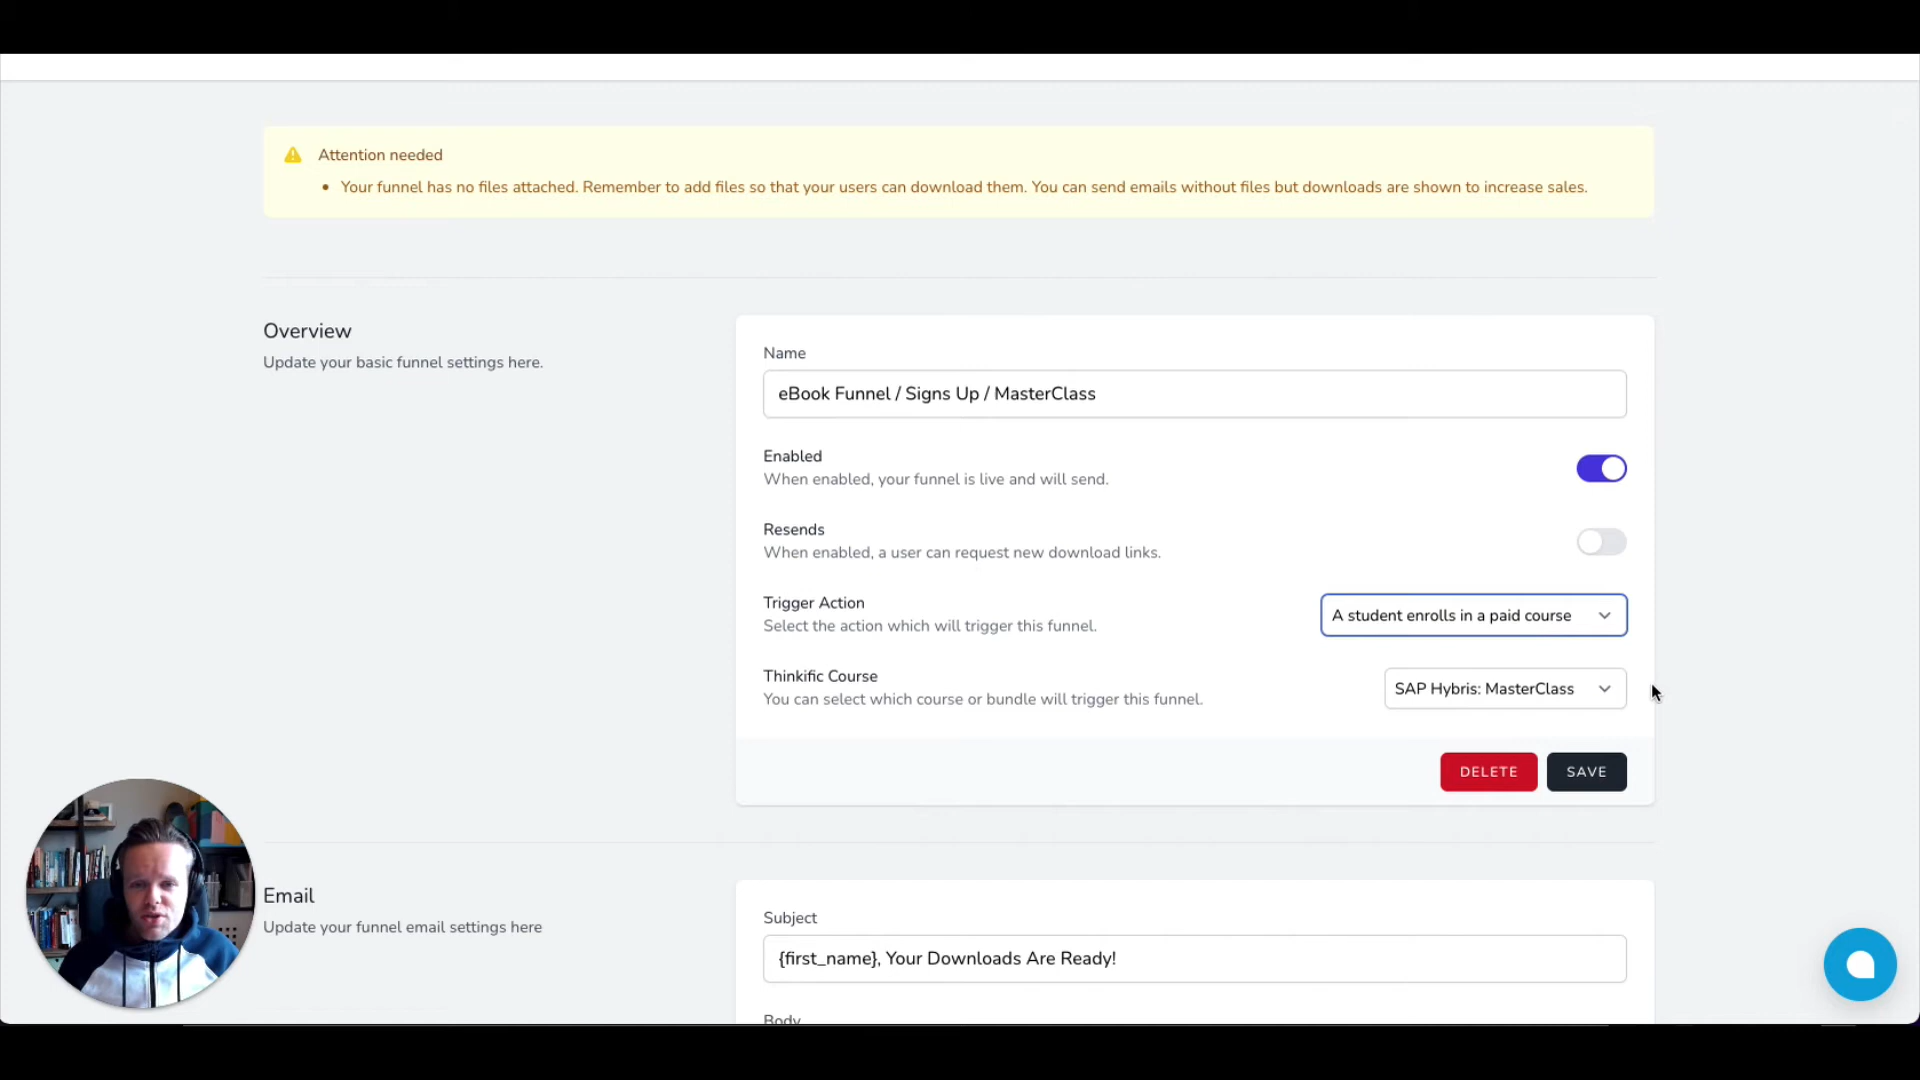 Attention needed
• Your funnel has no files attached. Remember to add files so that your users can download them. You can send emails without files but downloads are shown to increase sales.
Overview
Update your basic funnel settings here.
Name
eBook Funnel / Signs Up / MasterClass
Enabled
When enabled, your funnel is live and will send.
Resends
When enabled, a user can request new download links.
Trigger Action
Select the action which will trigger this funnel.
A student enrolls in a paid course
Thinkific Course
You can select which course or bundle will trigger this funnel.
SAP Hybris: MasterClass
DELETE
SAVE
Email
Update your funnel email settings here
Subject
{first_name}, Your Downloads Are Ready!
Body